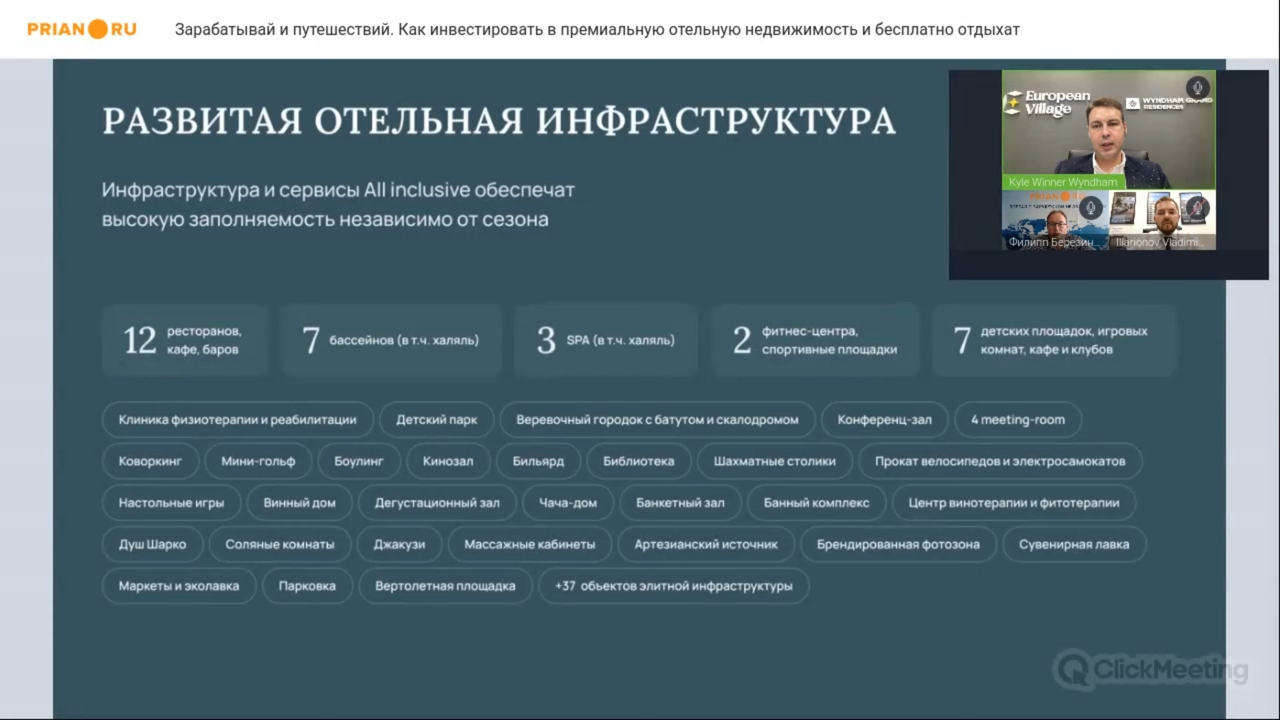 PRIAN RU
Зарабатывай и путешествий. Как инвестировать в премиальную отельную недвижимость и бесплатно отдыхат
РАЗВИТАЯ ОТЕЛЬНАЯ ИНФРАСТРУКТУРА
Инфраструктура и сервисы All inclusive обеспечат
высокую заполняемость независимо от сезона
European
Village
WYNDHAM GRAND
RESIDENCES
Kyle Winner Wyndham
PRIAN RU
Филипп Березин...
Illarionov Vladimi...
12 ресторанов,
кафе, баров
7 бассейнов (в т.ч. халяль)
3 SPA (в т.ч. халяль)
2 фитнес-центра,
спортивные площадки
7 детских площадок, игровых
комнат, кафе и клубов
Клиника физиотерапии и реабилитации Детский парк Веревочный городок с батутом и скалодромом Конференц-зал 4 meeting-room
Коворкинг Мини-гольф Боулинг Кинозал Бильярд Библиотека Шахматные столики Прокат велосипедов и электросамокатов
Настольные игры Винный дом Дегустационный зал Чача-дом Банкетный зал Банный комплекс Центр винотерапии и фитотерапии
Душ Шарко Соляные комнаты Джакузи Массажные кабинеты Артезианский источник Брендированная фотозона Сувенирная лавка
Маркеты и эколавка Парковка Вертолетная площадка +37 объектов элитной инфраструктуры
ClickMeeting